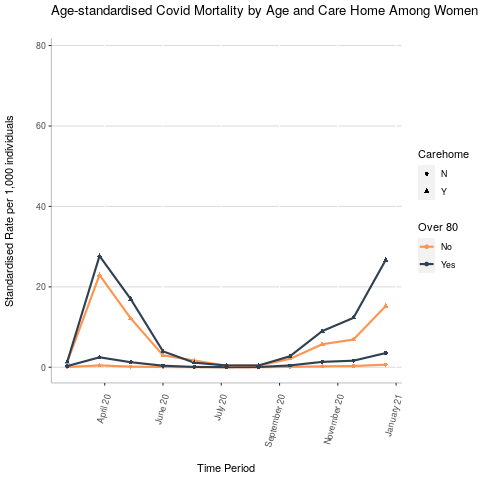 Age-standardised Covid Mortality by Age and Care Home Among Women
Standardised Rate per 1,000 individuals
80
60
40
20
0
April 20
June 20
July 20
September 20
November 20
January 21
Time Period
Carehome
N
Y
Over 80
No
Yes